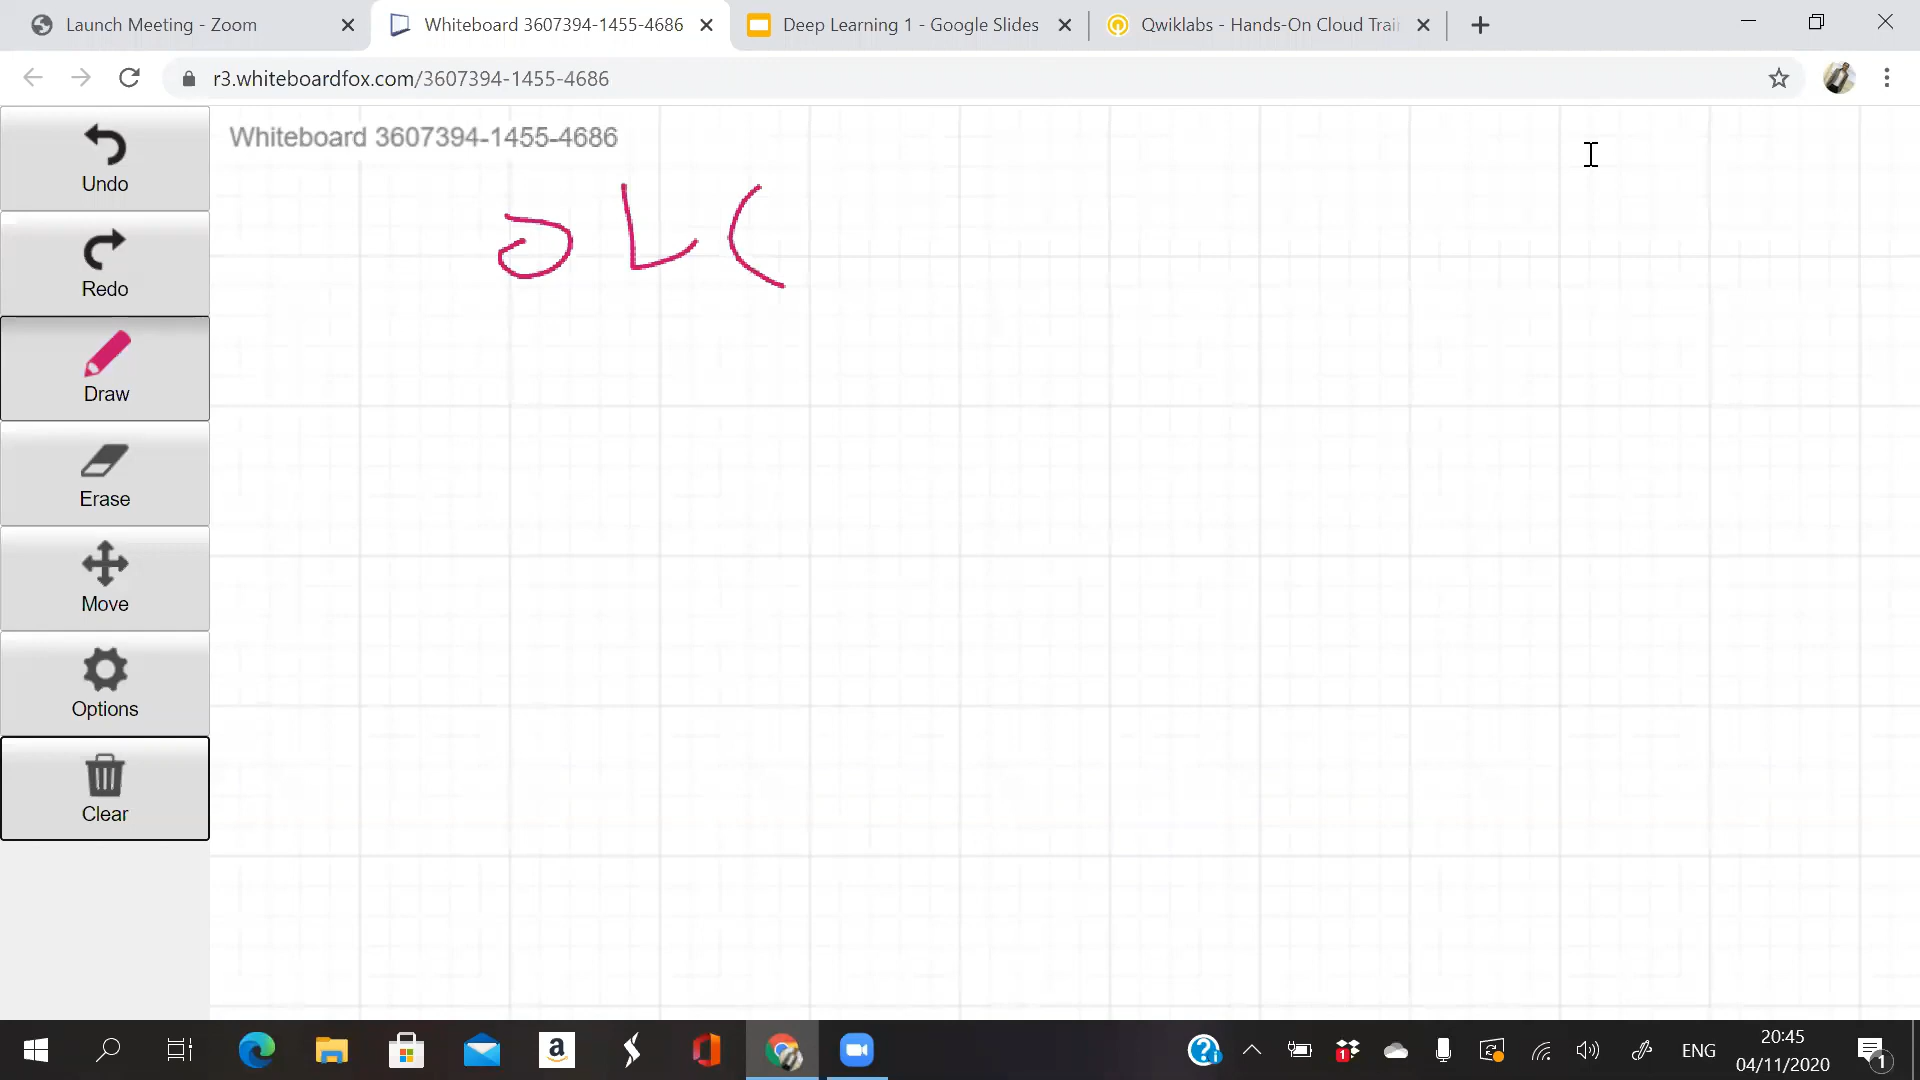 Launch Meeting - Zoom
Whiteboard 3607394-1455-4686
Deep Learning 1 - Google Slides
Qwiklabs - Hands-On Cloud Trai
r3.whiteboardfox.com/3607394-1455-4686
Undo
Whiteboard 3607394-1455-4686
∂L(
Redo
Draw
Erase
Move
Options
Clear
a
1
ENG
20:45
04/11/2020
1